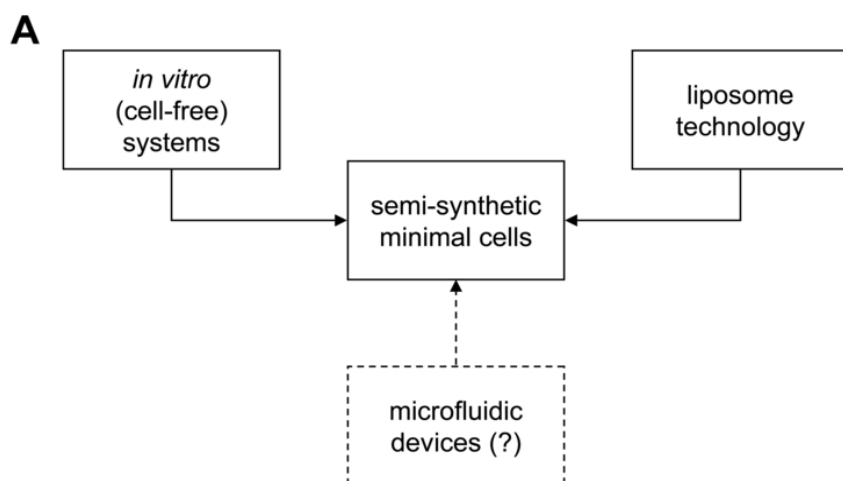 A
in vitro
(cell-free)
systems
liposome
technology
semi-synthetic
minimal cells
microfluidic
devices (?)